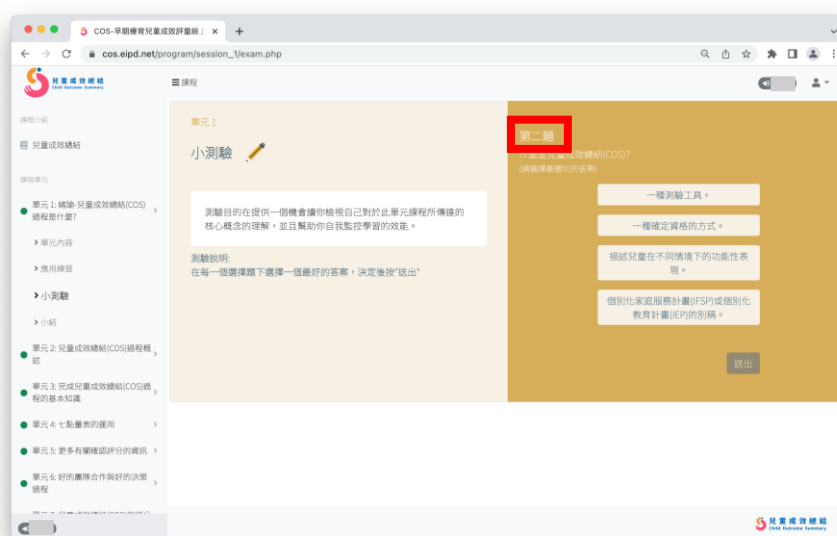 COS-早期療育兒童成效評量線上
cos.eipd.net/program/session_1/exam.php
兒童成效總結
Child Outcome Summary
課程
課程介紹
兒童成效總結
課程單元
單元 1: 緒論-兒童成效總結(COS)
過程是什麼?
單元內容
應用練習
小測驗
小結
單元 2: 兒童成效總結(COS)過程概
述
單元 3: 完成兒童成效總結(COS)過
程的基本知識
單元 4: 七點量表的運用
單元 5: 更多有關確認評分的資訊
單元 6: 好的團隊合作與好的決策
過程
單元 1
小測驗
測驗目的在提供一個機會讓你檢視自己對於此單元課程所傳達的
核心概念的理解，並且幫助你自我監控學習的效能。
測驗說明:
在每一個選擇題下選擇一個最好的答案，決定後按"送出"
第二題
什麼是兒童成效總結(COS)?
(請選擇最適切的答案)
一種測驗工具。
一種確定資格的方式。
描述兒童在不同情境下的功能性表
現。
個別化家庭服務計畫(IFSP)或個別化
教育計畫(IEP)的別稱。
送出
兒童成效總結
Child Outcome Summary